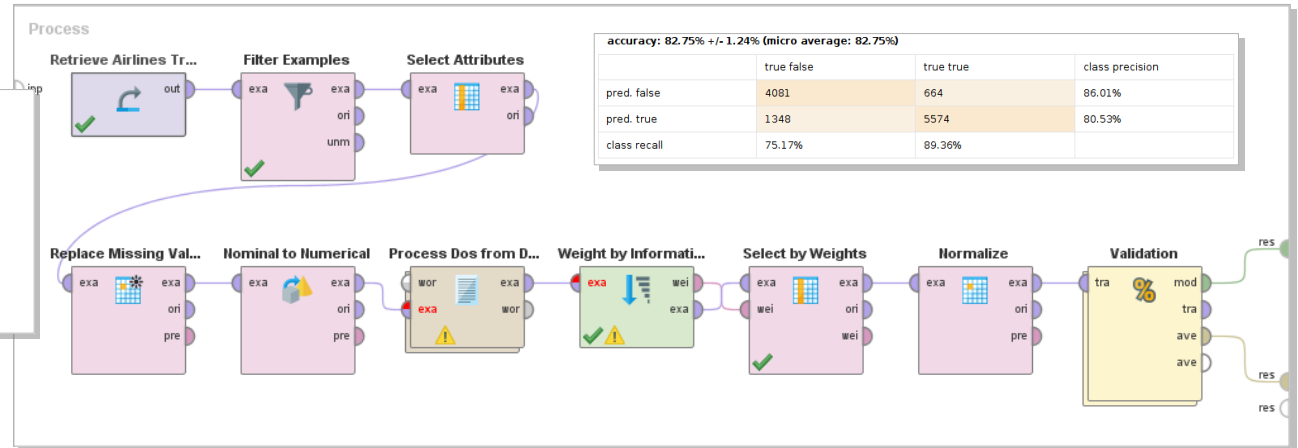 Process
inp
Retrieve Airlines Tr...
out
Filter Examples
exa exa
ori
unm
Select Attributes
exa exa
ori
accuracy: 82.75% +/- 1.24% (micro average: 82.75%)
true false true true class precision
pred. false 4081 664 86.01%
pred. true 1348 5574 80.53%
class recall 75.17% 89.36%
Replace Missing Val...
exa exa
ori
pre
Nominal to Numerical
exa exa
ori
pre
Process Dos from D...
wor exa
exa wor
Weight by Informati...
exa wei
exa
Select by Weights
exa exa
wei ori
wei
Normalize
exa exa
ori
pre
Validation
tra mod
tra
ave
ave
res
res
res